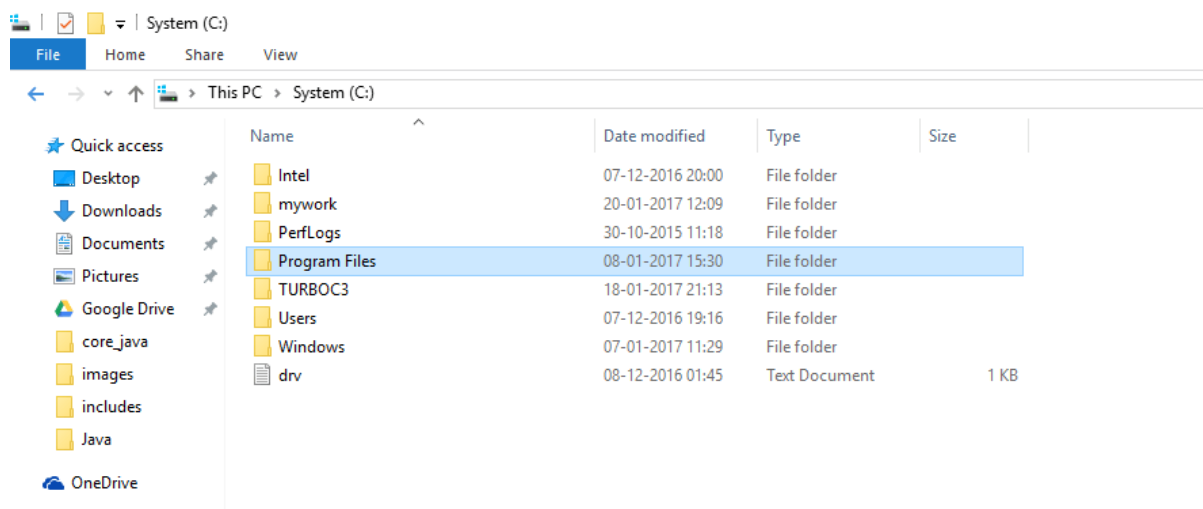 System (C:)
File Home Share View
This PC System (C:)
Name Date modified Type Size
Quick access
Desktop
Downloads
Documents
Pictures
Google Drive
core_java
images
includes
Java
OneDrive
Intel 07-12-2016 20:00 File folder
mywork 20-01-2017 12:09 File folder
PerfLogs 30-10-2015 11:18 File folder
Program Files 08-01-2017 15:30 File folder
TURBOC3 18-01-2017 21:13 File folder
Users 07-12-2016 19:16 File folder
Windows 07-01-2017 11:29 File folder
drv 08-12-2016 01:45 Text Document 1 KB